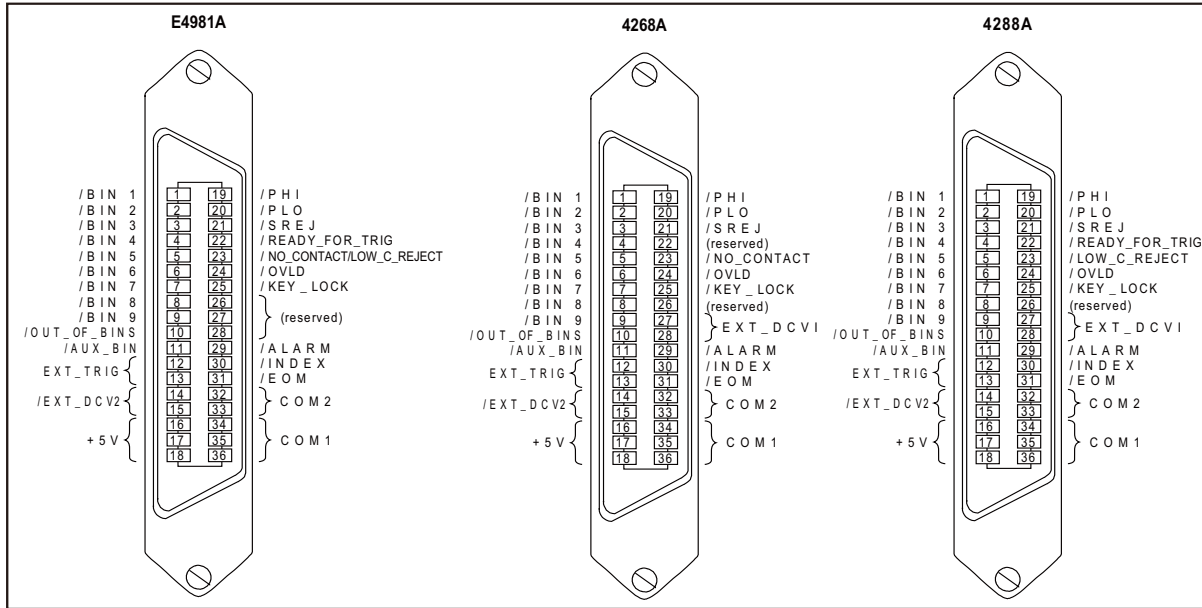 E4981A
/BIN 1 1 19 /PHI
/BIN 2 2 20 /PLO
/BIN 3 3 21 /SREJ
/BIN 4 4 22 /READY_FOR_TRIG
/BIN 5 5 23 NO_CONTACT/LOW_C_REJECT
/BIN 6 6 24 /OVLD
/BIN 7 7 25 /KEY_LOCK
/BIN 8 8 26
/BIN 9 9 27 (reserved)
/OUT_OF_BINS 10 28
/AUX_BIN 11 29 /ALARM
EXT_TRIG 12 30 /INDEX
13 31 /EOM
/EXT_DCV2 14 32 COM2
15 33
16 34
+5V 17 35 COM1
18 36
4268A
/BIN 1 1 19 /PHI
/BIN 2 2 20 /PLO
/BIN 3 3 21 /SREJ
/BIN 4 4 22 (reserved)
/BIN 5 5 23 /NO_CONTACT
/BIN 6 6 24 /OVLD
/BIN 7 7 25 /KEY_LOCK
/BIN 8 8 26 (reserved)
/BIN 9 9 27 EXT_DCVI
/OUT_OF_BINS 10 28
/AUX_BIN 11 29 /ALARM
EXT_TRIG 12 30 /INDEX
13 31 /EOM
/EXT_DCV2 14 32 COM2
15 33
16 34
+5V 17 35 COM1
18 36
4288A
/BIN 1 1 19 /PHI
/BIN 2 2 20 /PLO
/BIN 3 3 21 /SREJ
/BIN 4 4 22 /READY_FOR_TRIG
/BIN 5 5 23 /LOW_C_REJECT
/BIN 6 6 24 /OVLD
/BIN 7 7 25 /KEY_LOCK
/BIN 8 8 26 (reserved)
/BIN 9 9 27 EXT_DCVI
/OUT_OF_BINS 10 28
/AUX_BIN 11 29 /ALARM
EXT_TRIG 12 30 /INDEX
13 31 /EOM
/EXT_DCV2 14 32 COM2
15 33
16 34
+5V 17 35 COM1
18 36